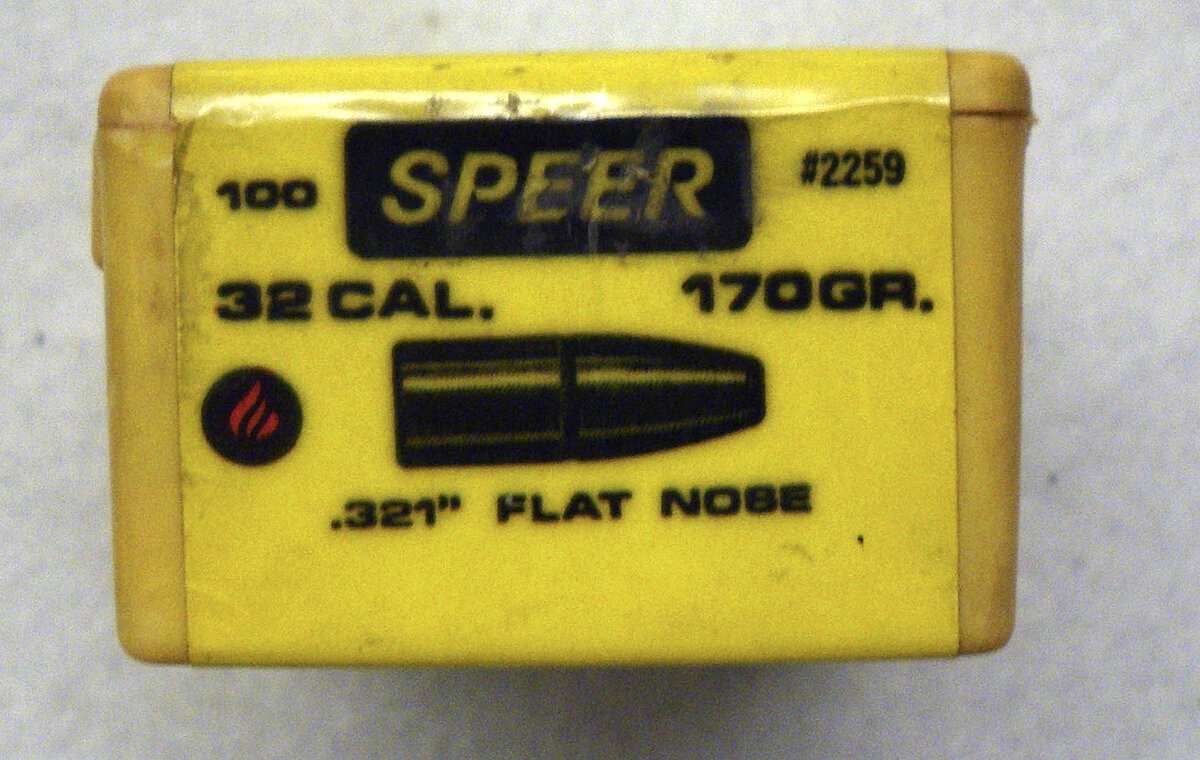 100 SPEER #2259
32 CAL. 170GR.
.321" FLAT NOSE